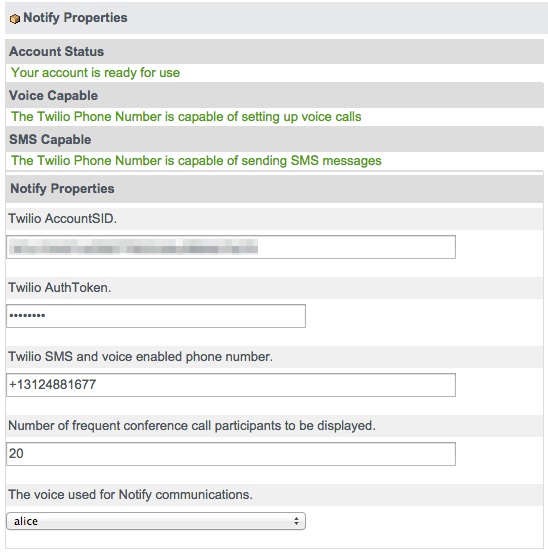 Notify Properties
Account Status
Your account is ready for use
Voice Capable
The Twilio Phone Number is capable of setting up voice calls
SMS Capable
The Twilio Phone Number is capable of sending SMS messages
Notify Properties
Twilio AccountSID.
Twilio AuthToken.
••••••••
Twilio SMS and voice enabled phone number.
+13124881677
Number of frequent conference call participants to be displayed.
20
The voice used for Notify communications.
alice